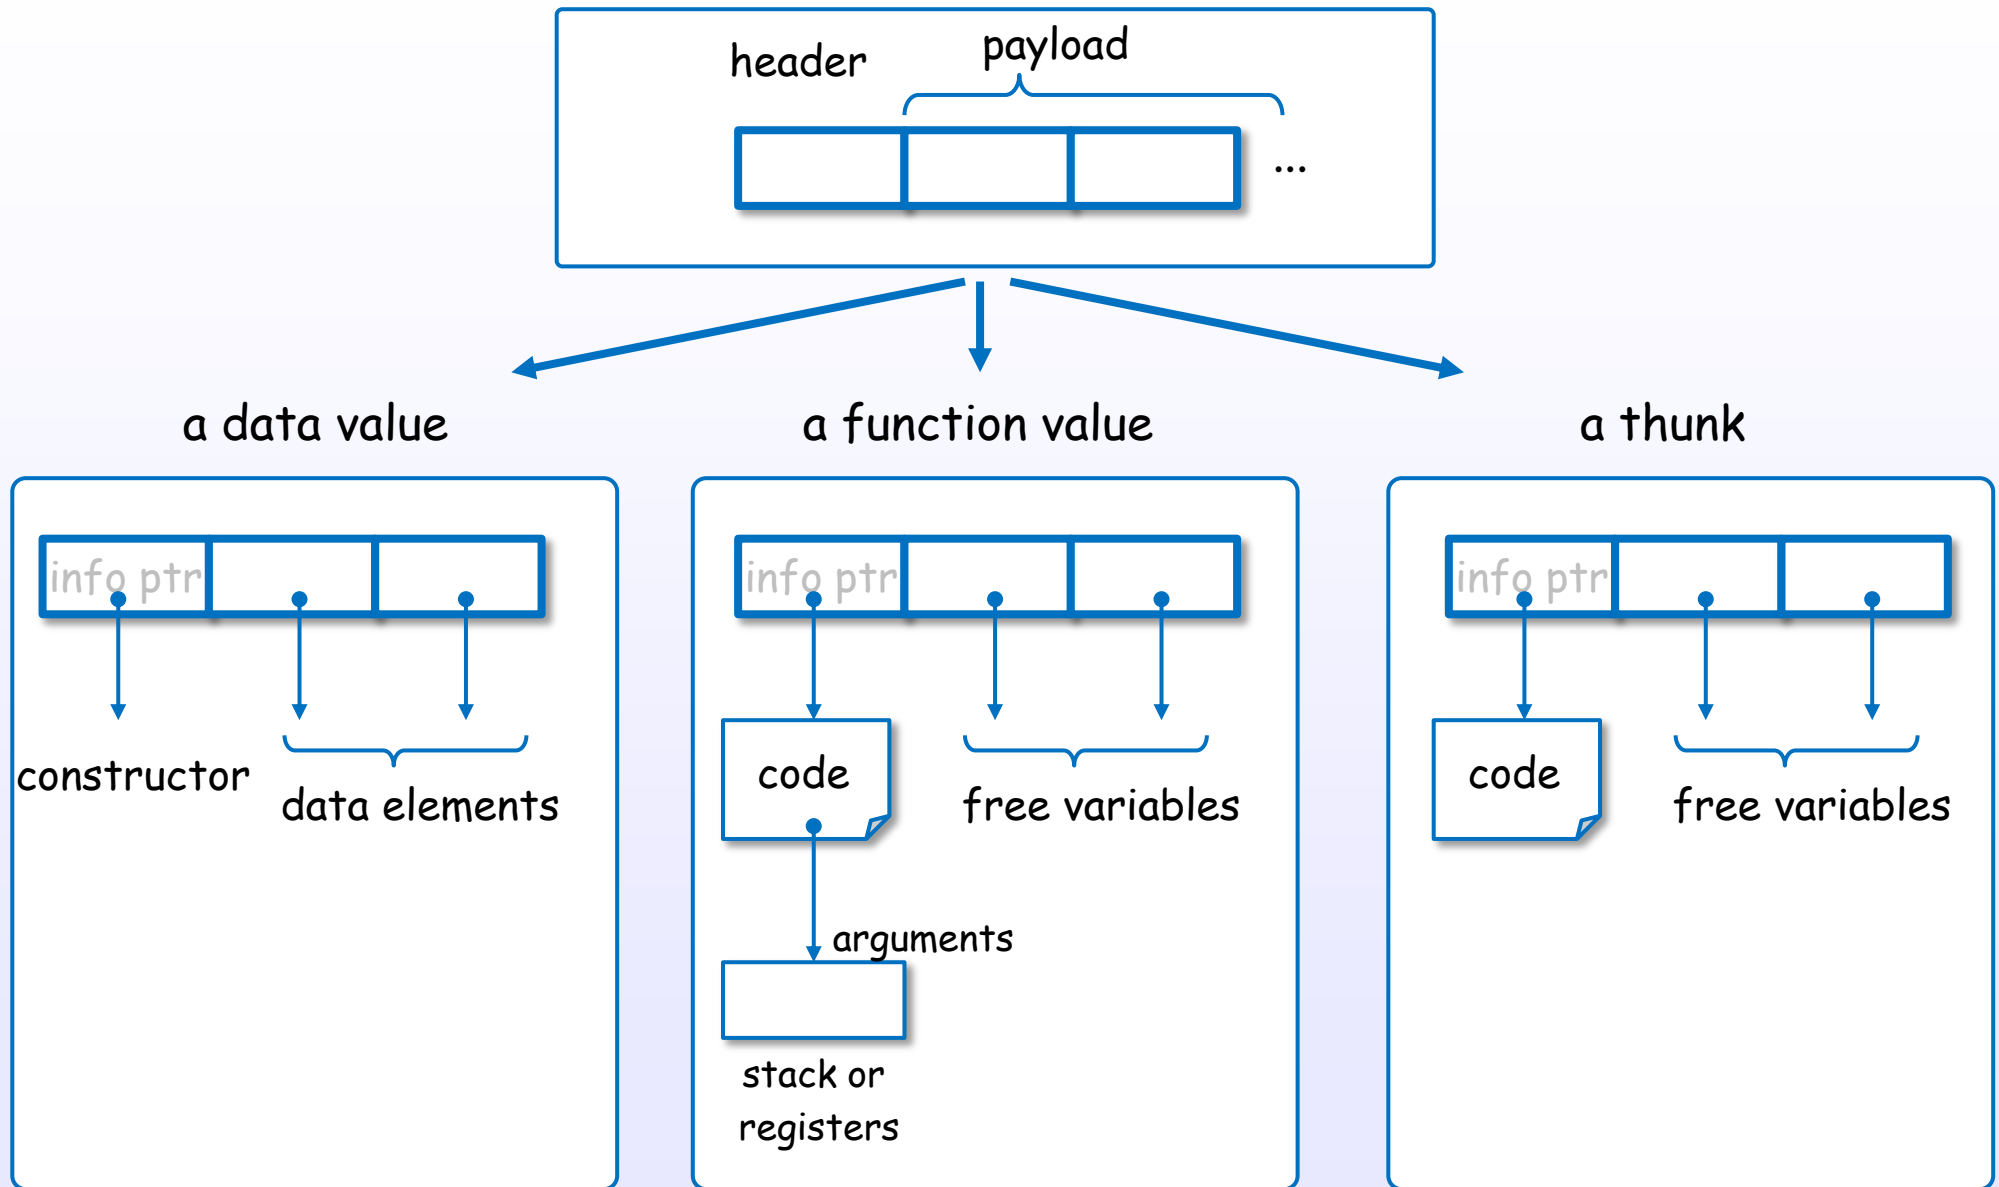 header
payload
...
a data value
a function value
a thunk
info ptr
info ptr
info ptr
constructor
data elements
code
free variables
code
free variables
arguments
stack or
registers